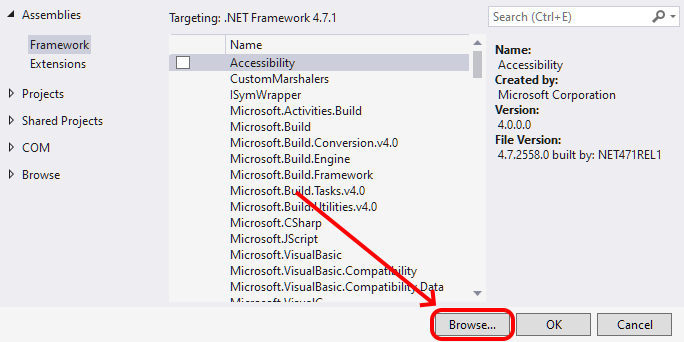 Assemblies
Framework
Extensions
Projects
Shared Projects
COM
Browse
Targeting: .NET Framework 4.7.1
Name
Accessibility
CustomMarshalers
ISymWrapper
Microsoft.Activities.Build
Microsoft.Build
Microsoft.Build.Conversion.v4.0
Microsoft.Build.Engine
Microsoft.Build.Framework
Microsoft.Build.Tasks.v4.0
Microsoft.Build.Utilities.v4.0
Microsoft.CSharp
Microsoft.JScript
Microsoft.VisualBasic
Microsoft.VisualBasic.Compatibility
Microsoft.VisualBasic.Compatibility.Data
Microsoft.VisualC
Search (Ctrl+E)
Name:
Accessibility
Created by:
Microsoft Corporation
Version:
4.0.0.0
File Version:
4.7.2558.0 built by: NET471REL1
Browse... OK Cancel